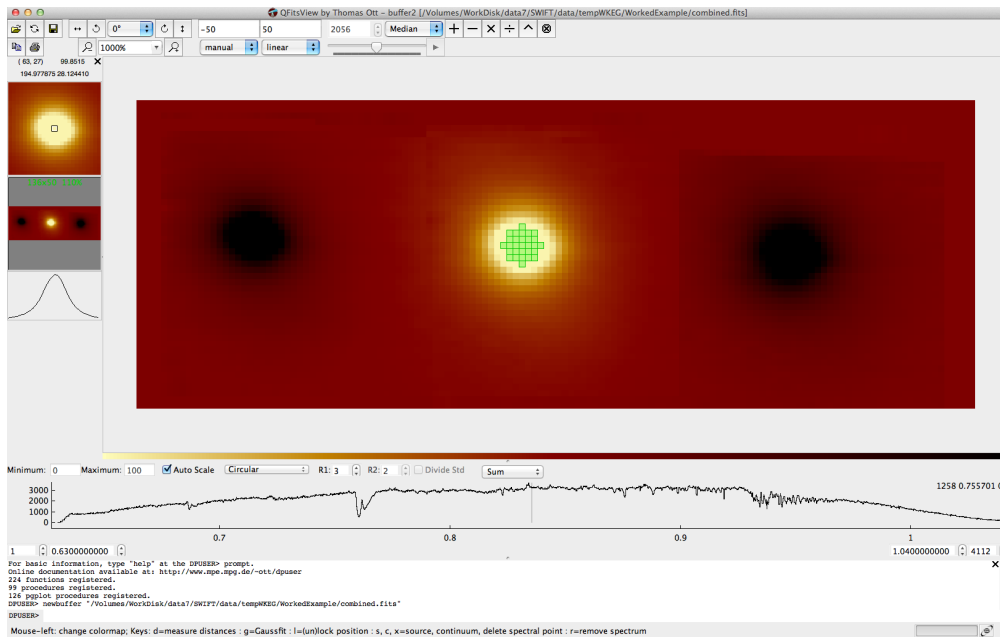 QFitsView by Thomas Ott - buffer2 [/Volumes/WorkDisk/data7/SWIFT/data/tempWKEG/WorkedExample/combined.fits]
0° -50 50 2056 Median
1000% manual linear
( 63, 27) 99.8515 X
194.977875 28.124410
Minimum: 0 Maximum: 100 Auto Scale Circular R1: 3 R2: 2 Divide Std Sum
3000
2000
1000
0
1258 0.755701 0
0.7 0.8 0.9 1
1 0.6300000000 1.0400000000 4112
For basic information, type "help" at the DPUSER> prompt.
Online documentation available at: http://www.mpe.mpg.de/~ott/dpuser
224 functions registered.
99 procedures registered.
126 pgplot procedures registered.
DPUSER> newbuffer "/Volumes/WorkDisk/data7/SWIFT/data/tempWKEG/WorkedExample/combined.fits"
DPUSER>
Mouse-left: change colormap; Keys: d=measure distances : g=Gaussfit : l=(un)lock position : s, c, x=source, continuum, delete spectral point : r=remove spectrum